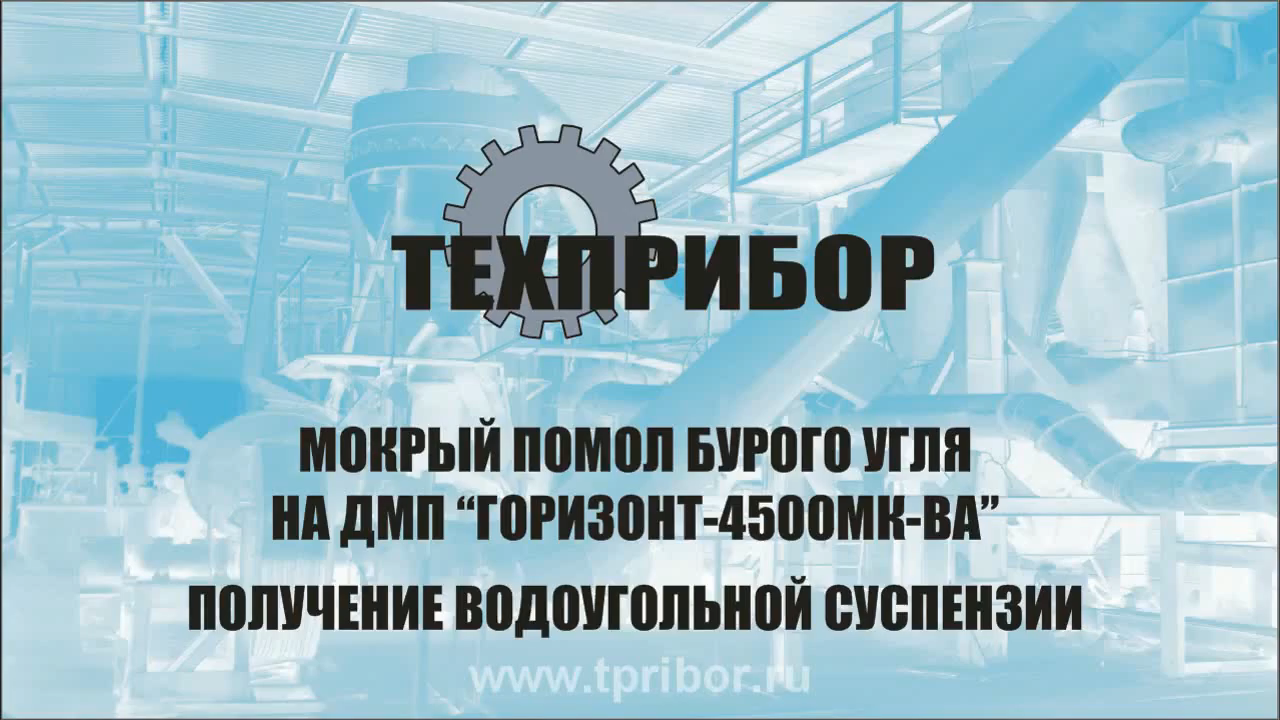 ТЕХПРИБОР
МОКРЫЙ ПОМОЛ БУРОГО УГЛЯ
НА ДМП “ГОРИЗОНТ-4500МК-ВА”
ПОЛУЧЕНИЕ ВОДОУГОЛЬНОЙ СУСПЕНЗИИ
www.tpribor.ru